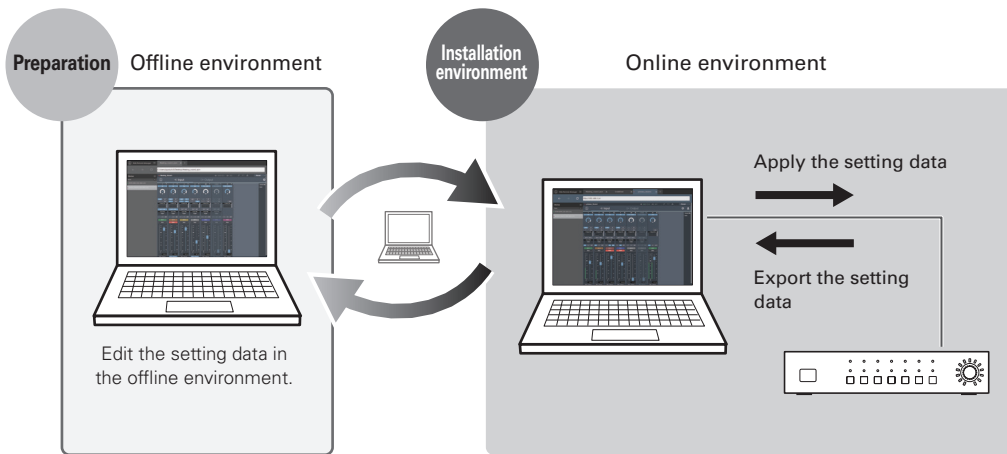 Preparation
Offline environment
Installation
environment
Online environment
Apply the setting data
Export the setting
data
Edit the setting data in
the offline environment.